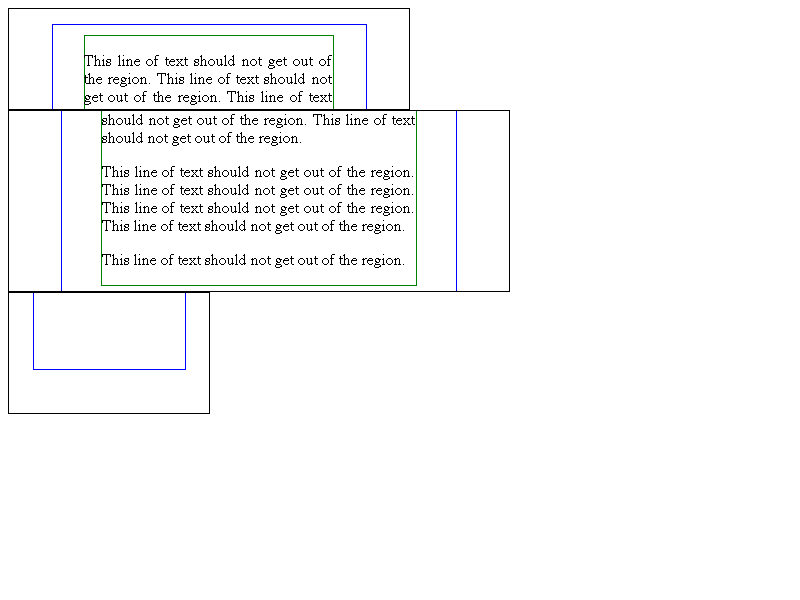 This line of text should not get out of
the region. This line of text should not
get out of the region. This line of text
should not get out of the region. This line of text
should not get out of the region.
This line of text should not get out of the region.
This line of text should not get out of the region.
This line of text should not get out of the region.
This line of text should not get out of the region.
This line of text should not get out of the region.